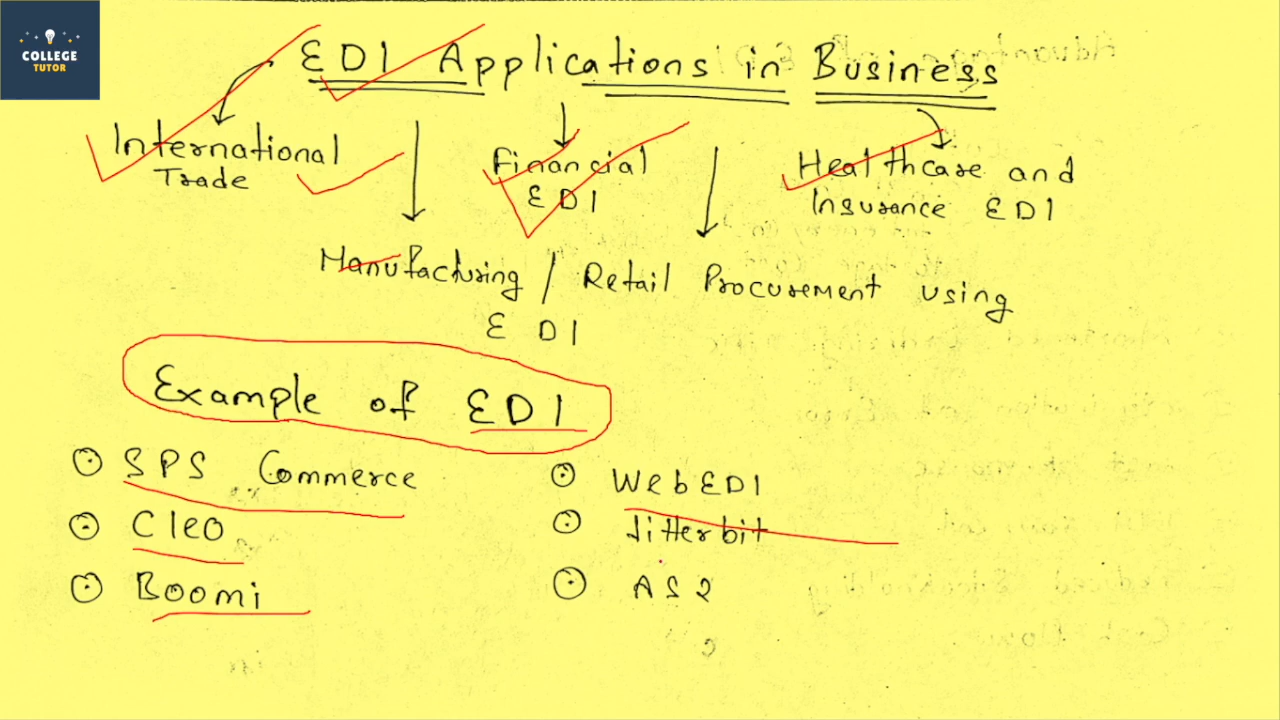 COLLEGE
TUTOR
EDI Applications in Business
International
Trade
Financial
EDI
Healthcare and
Insurance EDI
Manufacturing / Retail Procurement using
EDI
Example of EDI
SPS Commerce
Cleo
Boomi
WebEDI
Jitterbit
AS2